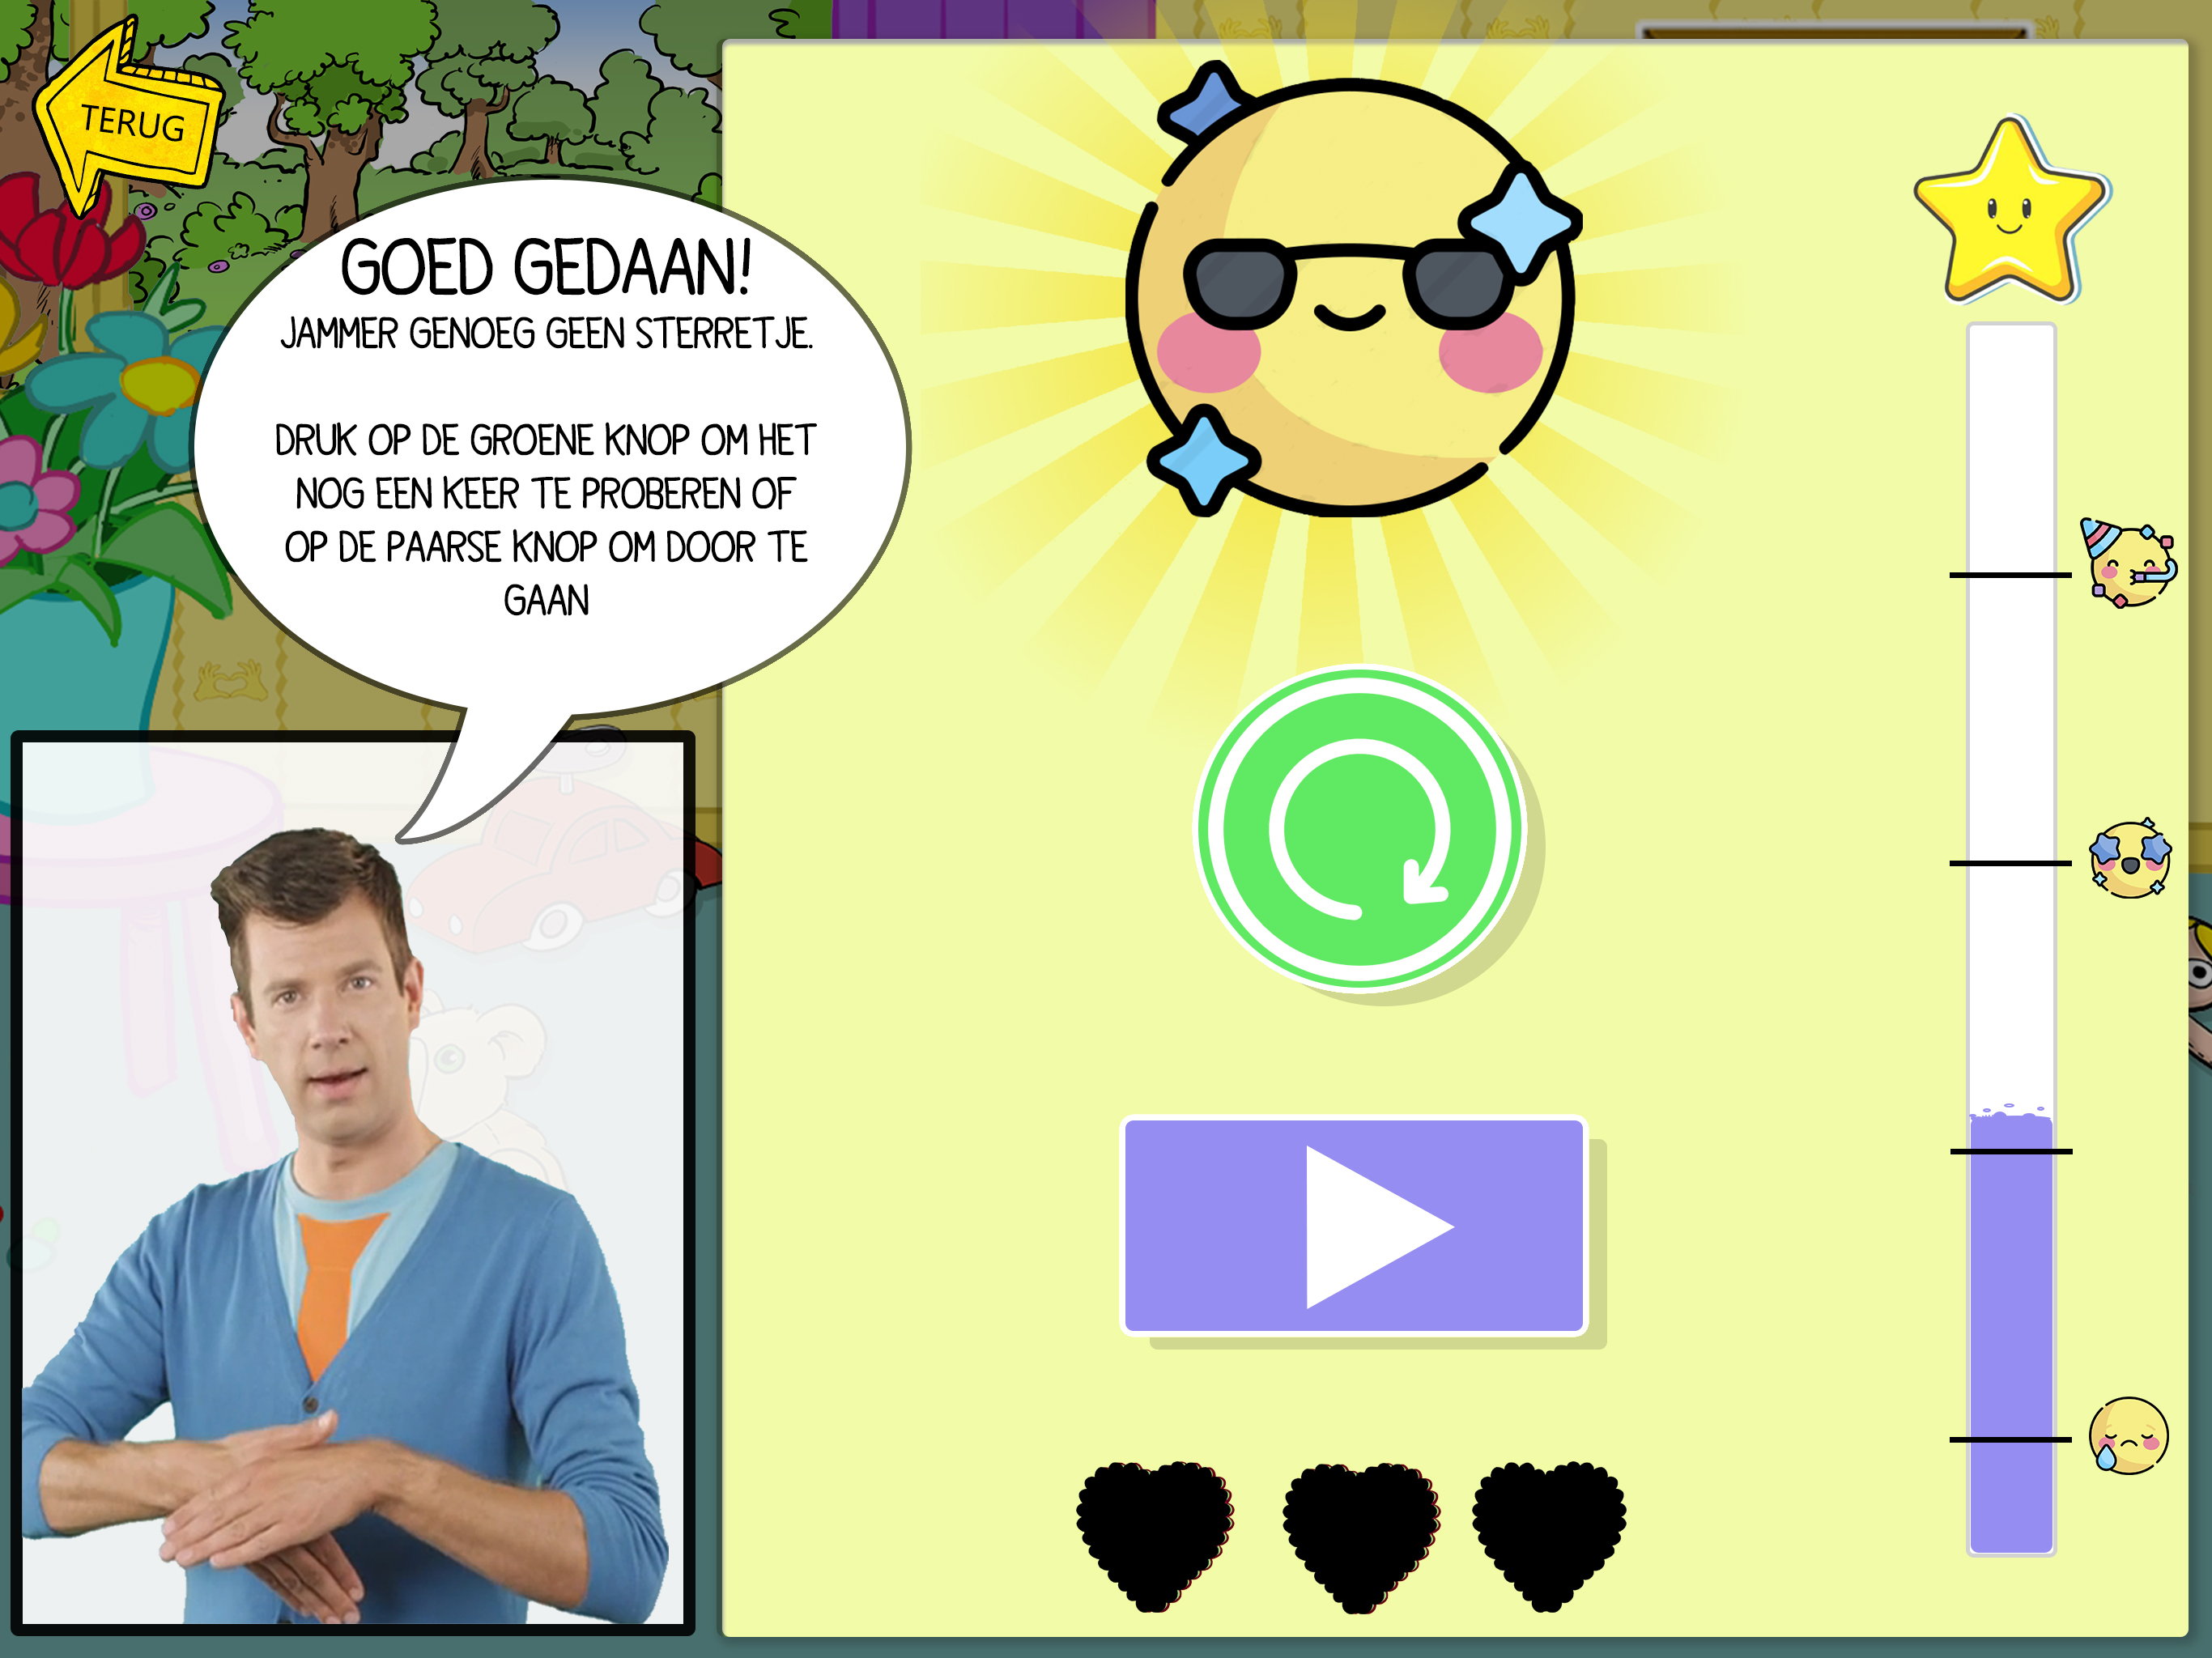 TERUG
GOED GEDAAN!
JAMMER GENOEG GEEN STERRETJE.
DRUK OP DE GROENE KNOP OM HET
NOG EEN KEER TE PROBEREN OF
OP DE PAARSE KNOP OM DOOR TE
GAAN